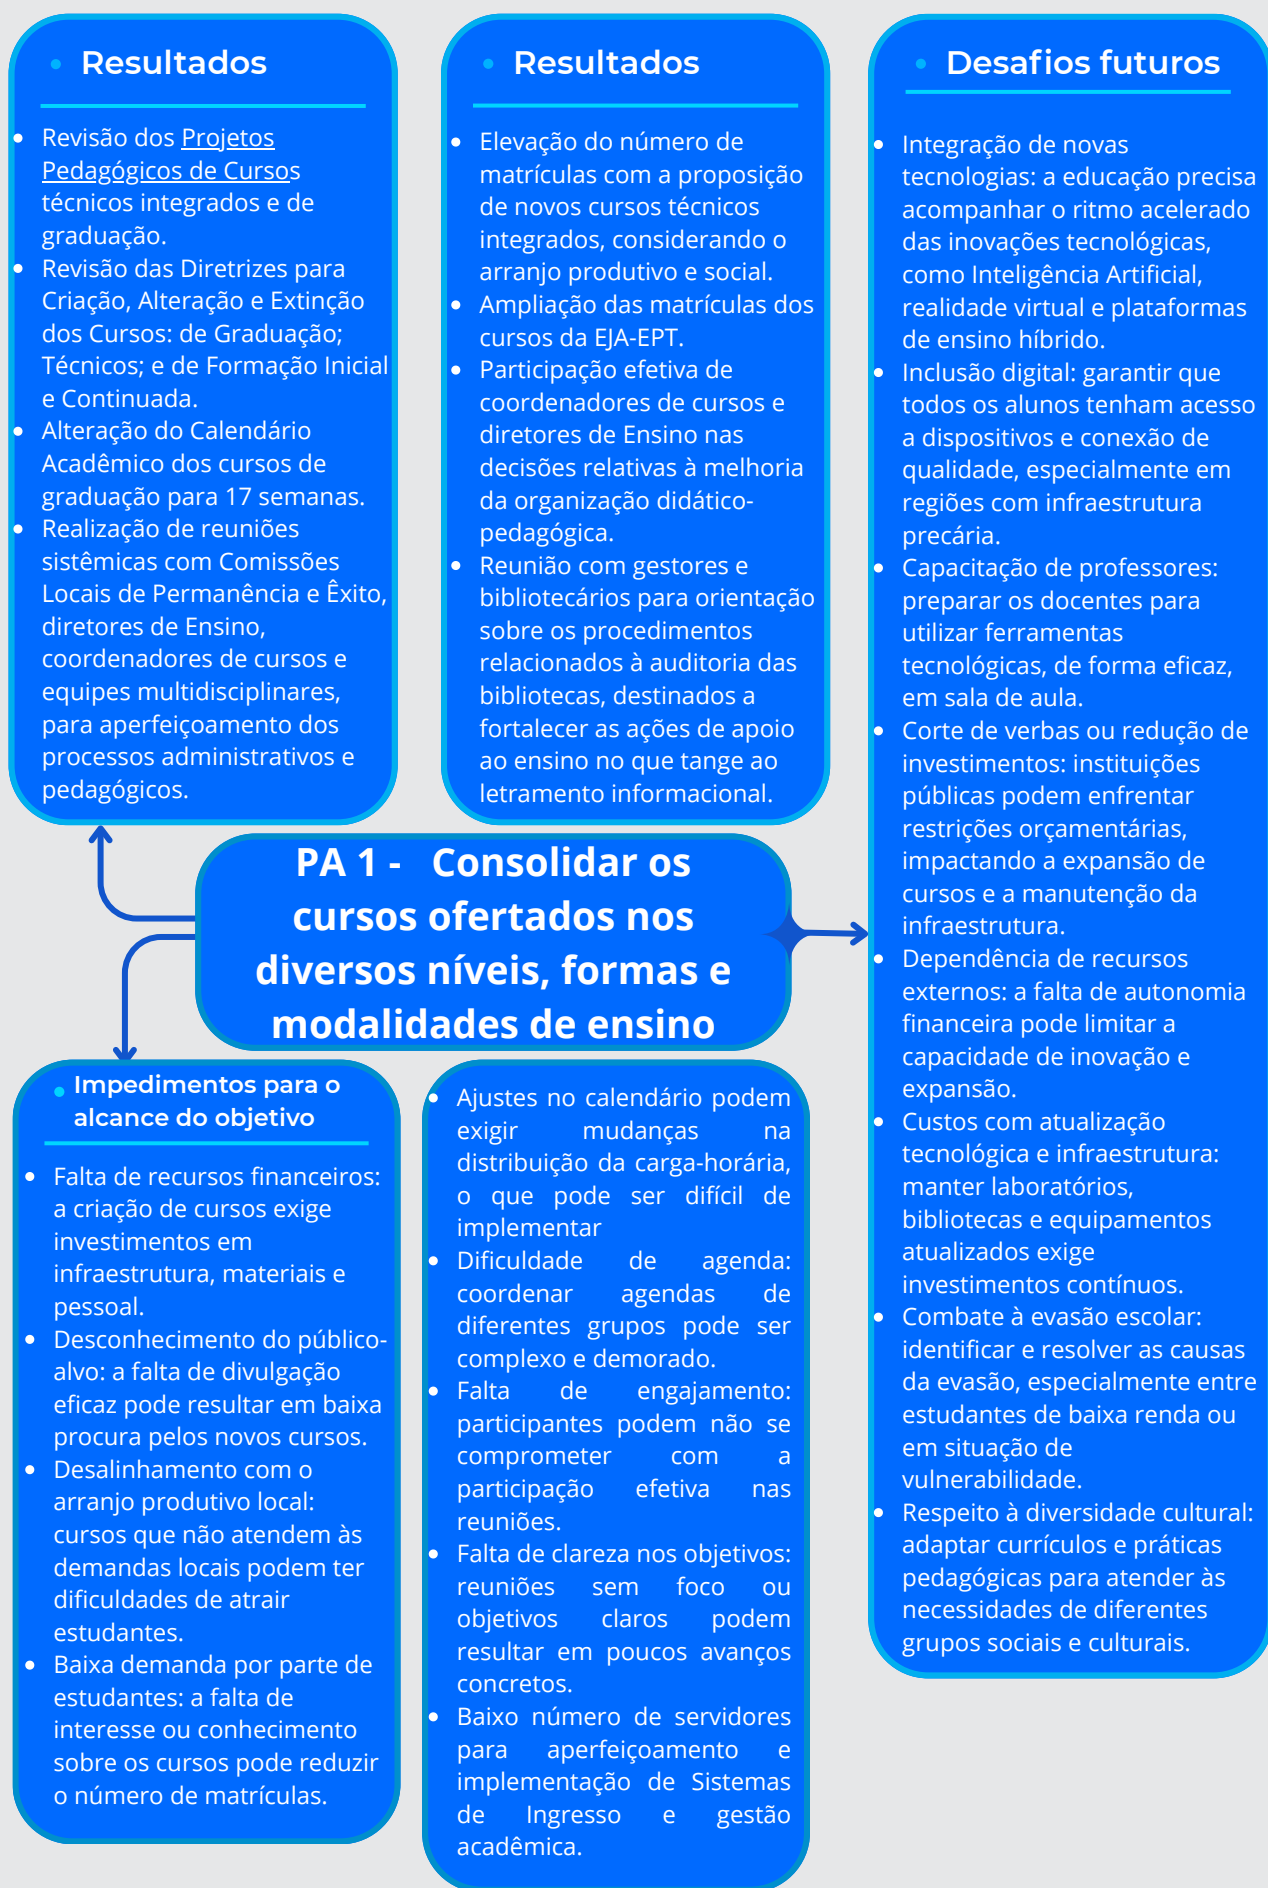 Resultados
Revisão dos Projetos
Pedagógicos de Cursos
técnicos integrados e de
graduação.
Revisão das Diretrizes para
Criação, Alteração e Extinção
dos Cursos: de Graduação;
Técnicos; e de Formação Inicial
e Continuada.
Alteração do Calendário
Acadêmico dos cursos de
graduação para 17 semanas.
Realização de reuniões
sistêmicas com Comissões
Locais de Permanência e Êxito,
diretores de Ensino,
coordenadores de cursos e
equipes multidisciplinares,
para aperfeiçoamento dos
processos administrativos e
pedagógicos.
Resultados
Elevação do número de
matrículas com a proposição
de novos cursos técnicos
integrados, considerando o
arranjo produtivo e social.
Ampliação das matrículas dos
cursos da EJA-EPT.
Participação efetiva de
coordenadores de cursos e
diretores de Ensino nas
decisões relativas à melhoria
da organização didático-
pedagógica.
Reunião com gestores e
bibliotecários para orientação
sobre os procedimentos
relacionados à auditoria das
bibliotecas, destinados a
fortalecer as ações de apoio
ao ensino no que tange ao
letramento informacional.
Desafios futuros
Integração de novas
tecnologias: a educação precisa
acompanhar o ritmo acelerado
das inovações tecnológicas,
como Inteligência Artificial,
realidade virtual e plataformas
de ensino híbrido.
Inclusão digital: garantir que
todos os alunos tenham acesso
a dispositivos e conexão de
qualidade, especialmente em
regiões com infraestrutura
precária.
Capacitação de professores:
preparar os docentes para
utilizar ferramentas
tecnológicas, de forma eficaz,
em sala de aula.
Corte de verbas ou redução de
investimentos: instituições
públicas podem enfrentar
restrições orçamentárias,
impactando a expansão de
cursos e a manutenção da
infraestrutura.
Dependência de recursos
externos: a falta de autonomia
financeira pode limitar a
capacidade de inovação e
expansão.
Custos com atualização
tecnológica e infraestrutura:
manter laboratórios,
bibliotecas e equipamentos
atualizados exige
investimentos contínuos.
Combate à evasão escolar:
identificar e resolver as causas
da evasão, especialmente entre
estudantes de baixa renda ou
em situação de
vulnerabilidade.
Respeito à diversidade cultural:
adaptar currículos e práticas
pedagógicas para atender às
necessidades de diferentes
grupos sociais e culturais.
PA 1 - Consolidar os
cursos ofertados nos
diversos níveis, formas e
modalidades de ensino
Impedimentos para o
alcance do objetivo
Falta de recursos financeiros:
a criação de cursos exige
investimentos em
infraestrutura, materiais e
pessoal.
Desconhecimento do público-
alvo: a falta de divulgação
eficaz pode resultar em baixa
procura pelos novos cursos.
Desalinhamento com o
arranjo produtivo local:
cursos que não atendem às
demandas locais podem ter
dificuldades de atrair
estudantes.
Baixa demanda por parte de
estudantes: a falta de
interesse ou conhecimento
sobre os cursos pode reduzir
o número de matrículas.
Ajustes no calendário podem
exigir mudanças na
distribuição da carga-horária,
o que pode ser difícil de
implementar
Dificuldade de agenda:
coordenar agendas de
diferentes grupos pode ser
complexo e demorado.
Falta de engajamento:
participantes podem não se
comprometer com a
participação efetiva nas
reuniões.
Falta de clareza nos objetivos:
reuniões sem foco ou
objetivos claros podem
resultar em poucos avanços
concretos.
Baixo número de servidores
para aperfeiçoamento e
implementação de Sistemas
de Ingresso e gestão
acadêmica.